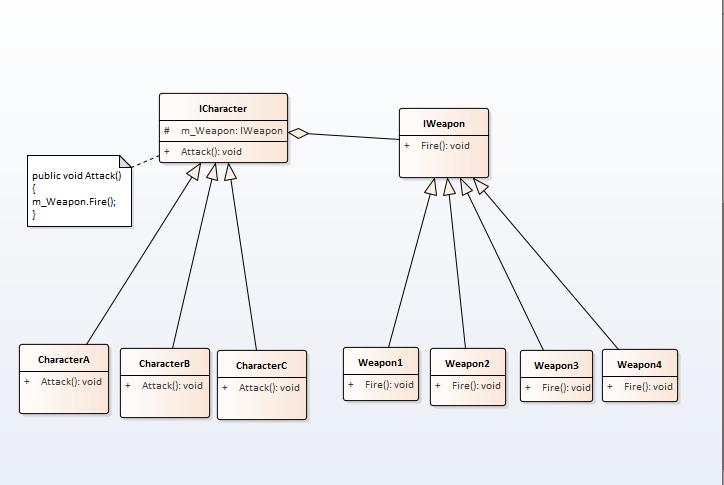 ICharacter
# m_Weapon: IWeapon
+ Attack(): void
IWeapon
+ Fire(): void
public void Attack()
{
m_Weapon.Fire();
}
CharacterA
+ Attack(): void
CharacterB
+ Attack(): void
CharacterC
+ Attack(): void
Weapon1
+ Fire(): void
Weapon2
+ Fire(): void
Weapon3
+ Fire(): void
Weapon4
+ Fire(): void